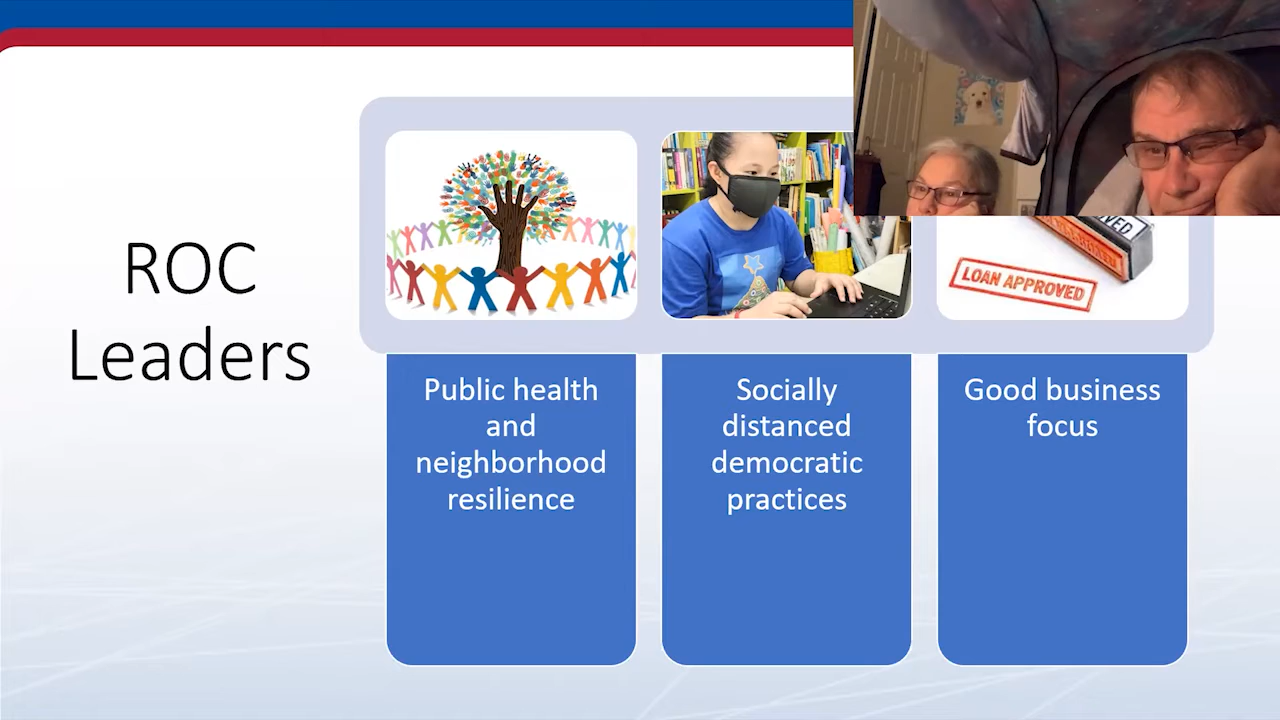 ROC
Leaders
LOAN APPROVED
Public health
and
neighborhood
resilience
Socially
distanced
democratic
practices
Good business
focus